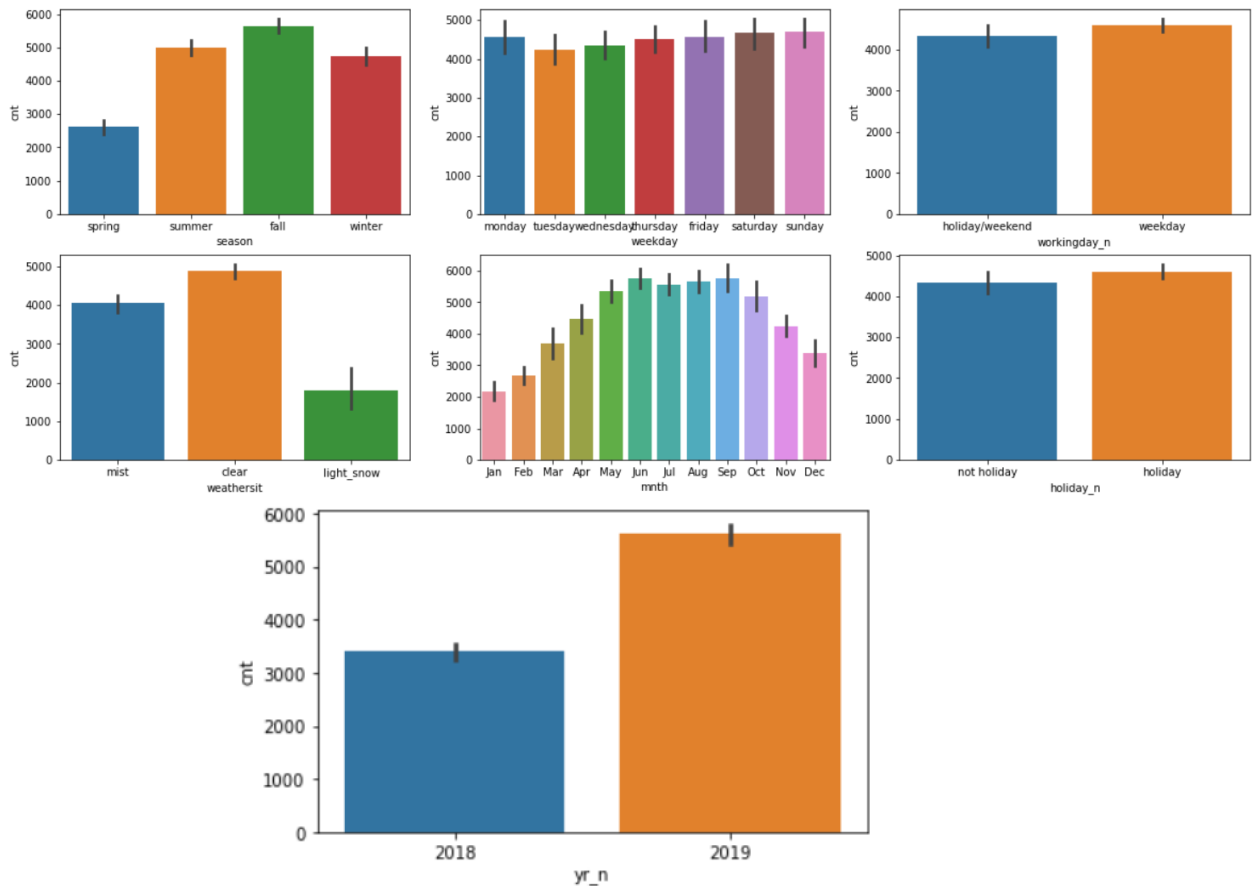 6000
5000
4000
3000
2000
1000
0
cnt
spring summer fall winter
season
5000
4000
3000
2000
1000
0
cnt
monday tuesday wednesday thursday friday saturday sunday
weekday
4000
3000
2000
1000
0
cnt
holiday/weekend weekday
workingday_n
5000
4000
3000
2000
1000
0
cnt
mist clear light_snow
weathersit
6000
5000
4000
3000
2000
1000
0
cnt
Jan Feb Mar Apr May Jun Jul Aug Sep Oct Nov Dec
mnth
5000
4000
3000
2000
1000
0
cnt
not holiday holiday
holiday_n
6000
5000
4000
3000
2000
1000
0
cnt
2018 2019
yr_n